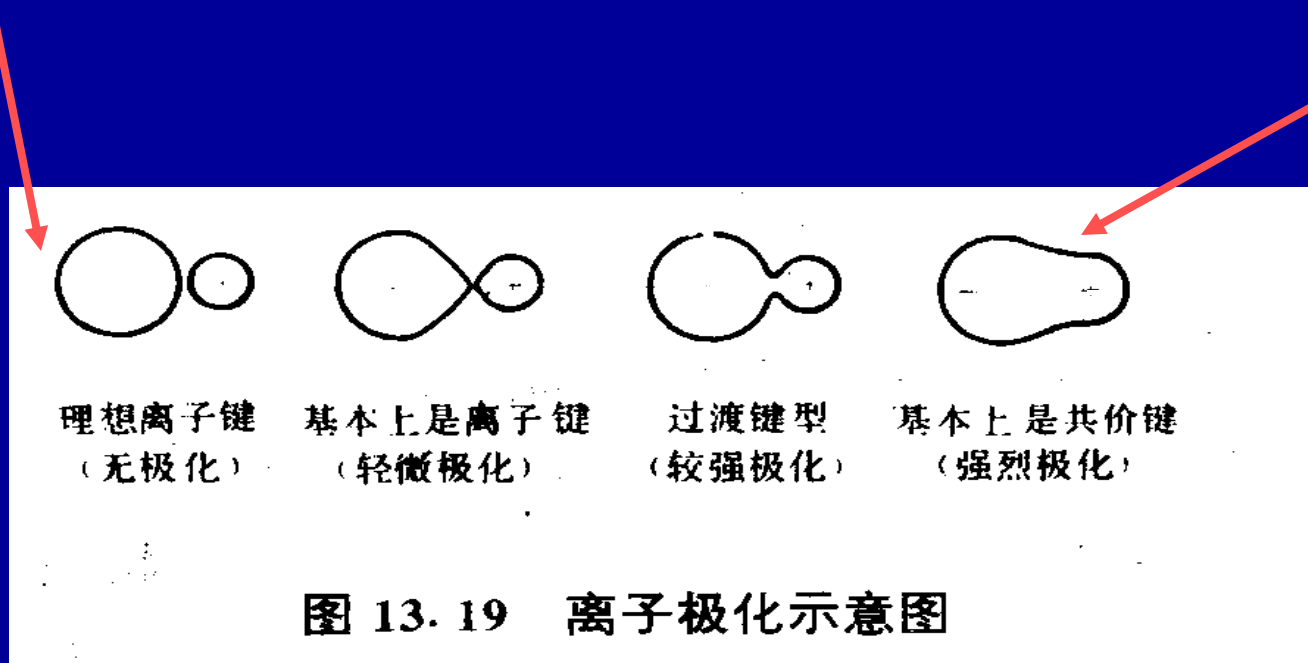 理想离子键 基本上是离子键 过渡键型 基本上是共价键
(无极化) (轻微极化) (较强极化) (强烈极化)
图 13.19 离子极化示意图